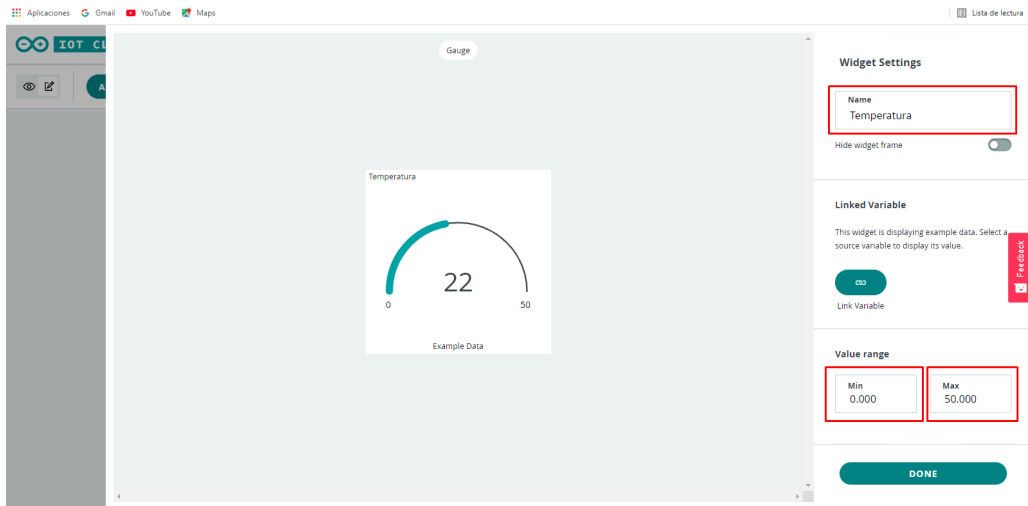 Aplicaciones Gmail YouTube Maps Lista de lectura
IOT CL
A
Gauge
Temperatura
22
0 50
Example Data
Widget Settings
Name
Temperatura
Hide widget frame
Linked Variable
This widget is displaying example data. Select a
source variable to display its value.
Link Variable
Feedback
Value range
Min Max
0.000 50.000
DONE